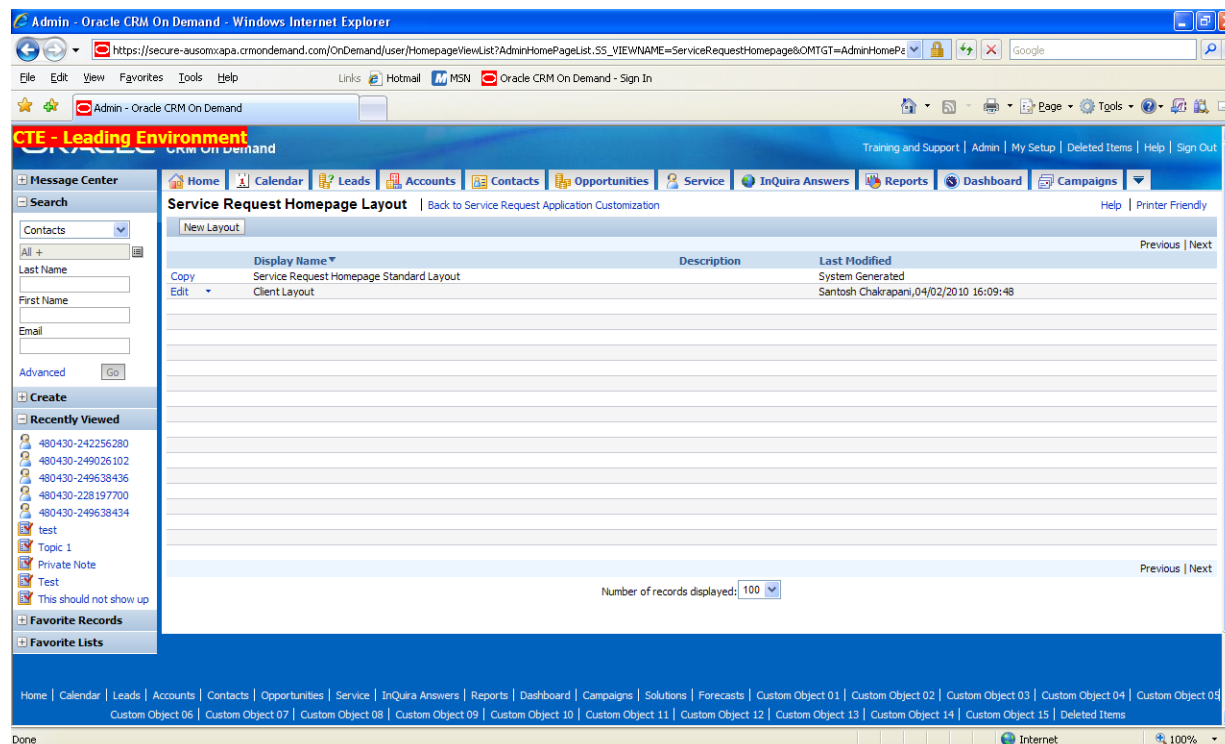 Admin - Oracle CRM On Demand - Windows Internet Explorer
https://secure-ausomxapa.crmondemand.com/OnDemand/user/HomepageViewList?AdminHomePageList.SS_VIEWNAME=ServiceRequestHomepage&OMTGT=AdminHomePa
Google
File Edit View Favorites Tools Help Links Hotmail MSN Oracle CRM On Demand - Sign In
Admin - Oracle CRM On Demand Page Tools
CTE - Leading Environment
CRM On Demand Training and Support | Admin | My Setup | Deleted Items | Help | Sign Out
Message Center Home Calendar Leads Accounts Contacts Opportunities Service InQuira Answers Reports Dashboard Campaigns
Search Service Request Homepage Layout | Back to Service Request Application Customization Help | Printer Friendly
Contacts New Layout
All + Previous | Next
Last Name Display Name Description Last Modified
Copy Service Request Homepage Standard Layout System Generated
Edit Client Layout Santosh Chakrapani,04/02/2010 16:09:48
First Name
Email
Advanced Go
Create
Recently Viewed
480430-242256280
480430-249026102
480430-249638436
480430-228197700
480430-249638434
test
Topic 1
Private Note
Previous | Next
Test
Number of records displayed: 100
This should not show up
Favorite Records
Favorite Lists
Home | Calendar | Leads | Accounts | Contacts | Opportunities | Service | InQuira Answers | Reports | Dashboard | Campaigns | Solutions | Forecasts | Custom Object 01 | Custom Object 02 | Custom Object 03 | Custom Object 04 | Custom Object 05
Custom Object 06 | Custom Object 07 | Custom Object 08 | Custom Object 09 | Custom Object 10 | Custom Object 11 | Custom Object 12 | Custom Object 13 | Custom Object 14 | Custom Object 15 | Deleted Items
Done Internet 100%